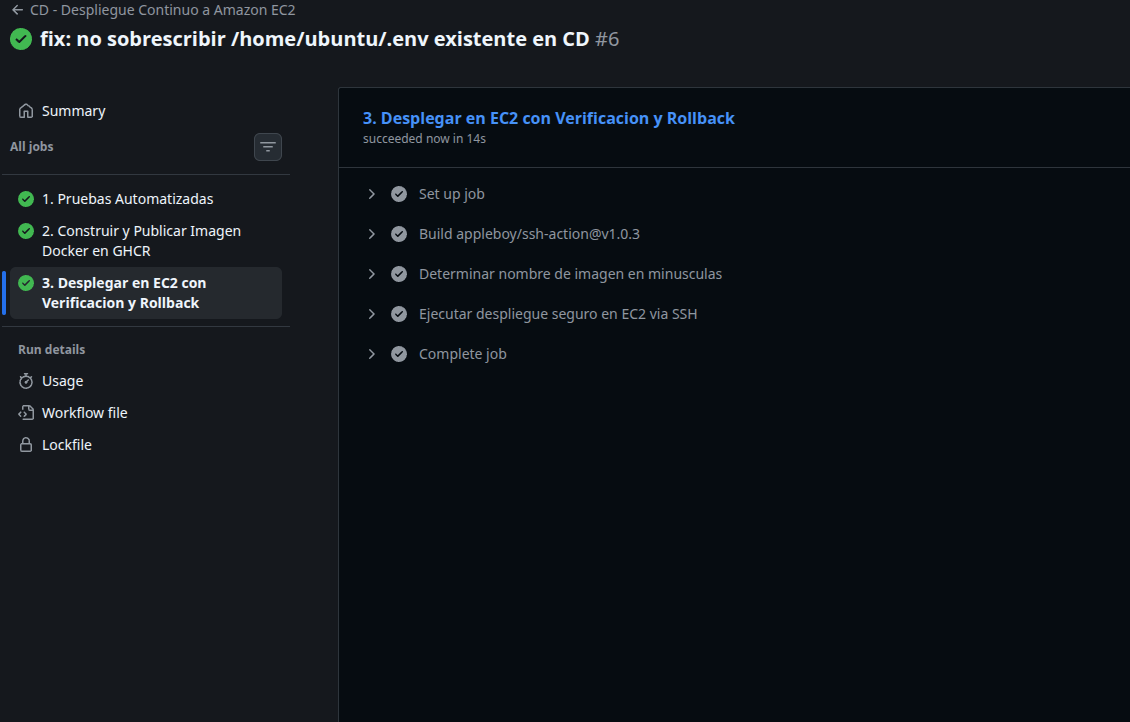 CD - Despliegue Continuo a Amazon EC2
fix: no sobrescribir /home/ubuntu/.env existente en CD #6
Summary
All jobs
1. Pruebas Automatizadas
2. Construir y Publicar Imagen
Docker en GHCR
3. Desplegar en EC2 con
Verificacion y Rollback
Run details
Usage
Workflow file
Lockfile
3. Desplegar en EC2 con Verificacion y Rollback
succeeded now in 14s
Set up job
Build appleboy/ssh-action@v1.0.3
Determinar nombre de imagen en minusculas
Ejecutar despliegue seguro en EC2 via SSH
Complete job